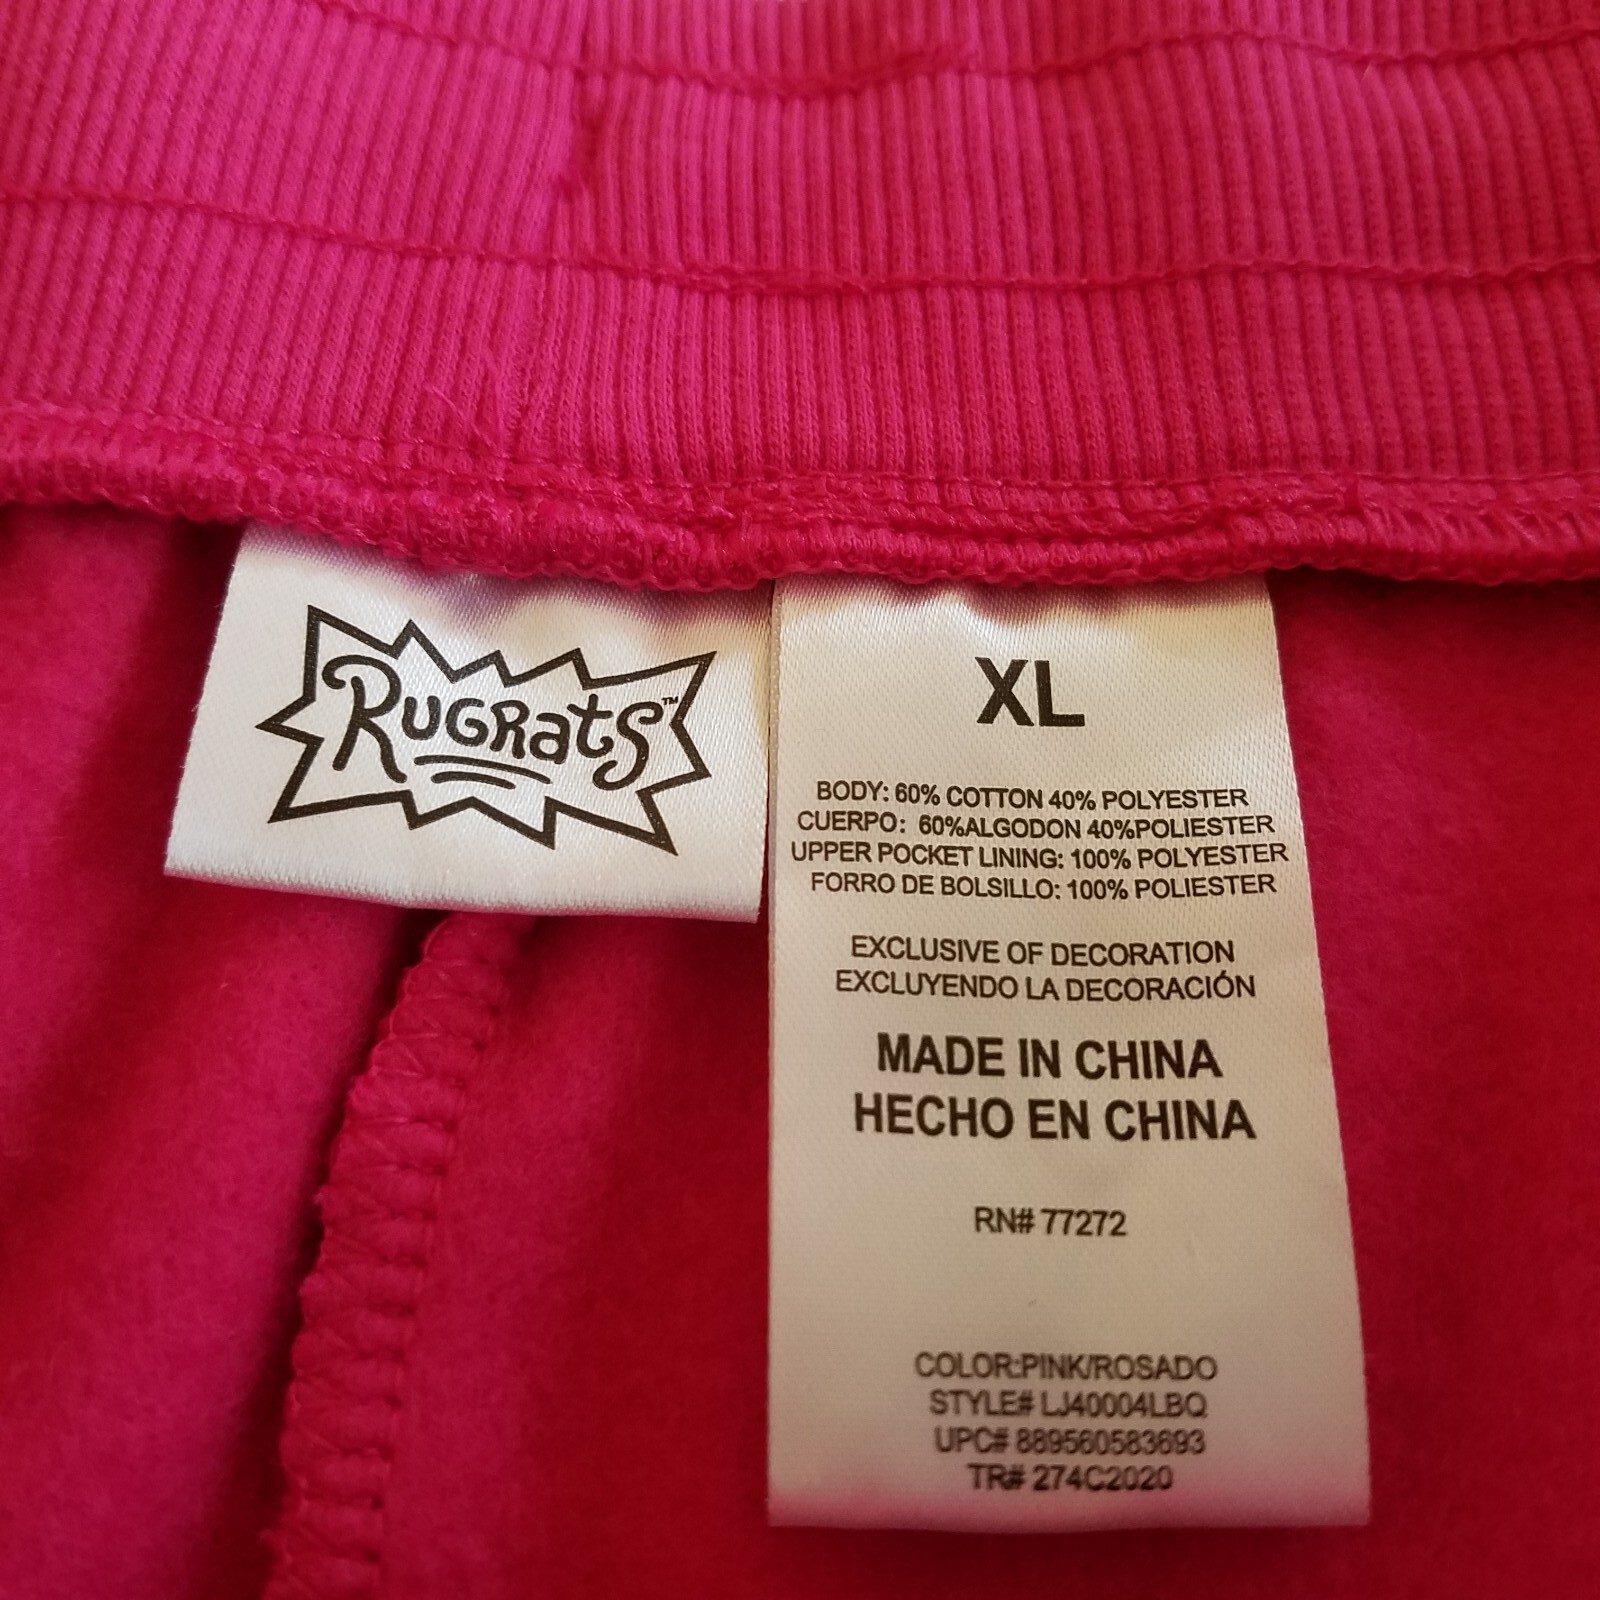 RUGRatS™
XL
BODY: 60% COTTON 40% POLYESTER
CUERPO: 60%ALGODON 40%POLIESTER
UPPER POCKET LINING: 100% POLYESTER
FORRO DE BOLSILLO: 100% POLIESTER
EXCLUSIVE OF DECORATION
EXCLUYENDO LA DECORACIÓN
MADE IN CHINA
HECHO EN CHINA
RN# 77272
COLOR:PINK/ROSADO
STYLE# LJ40004LBQ
UPC# 889560583693
TR# 274C2020